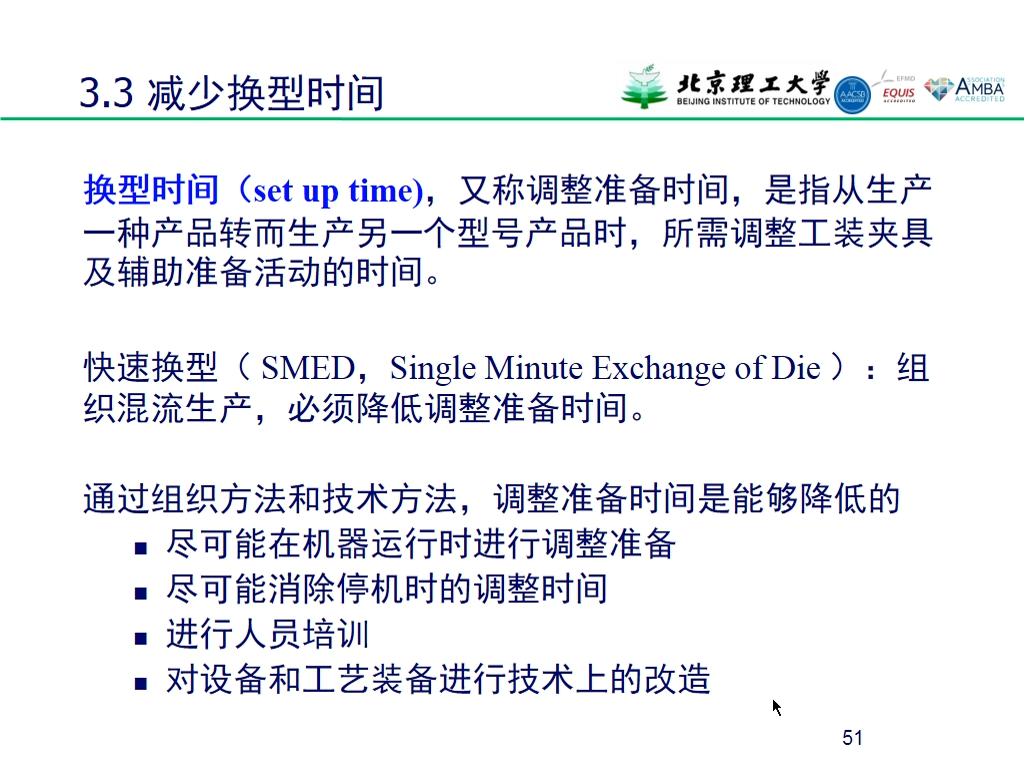 3.3 减少换型时间
北京理工大学
BEIJING INSTITUTE OF TECHNOLOGY
AACSB
ACCREDITED
EFMD
EQUIS
ACCREDITED
ASSOCIATION
AMBA
ACCREDITED
换型时间（set up time)，又称调整准备时间，是指从生产
一种产品转而生产另一个型号产品时，所需调整工装夹具
及辅助准备活动的时间。
快速换型（ SMED，Single Minute Exchange of Die ）：组
织混流生产，必须降低调整准备时间。
通过组织方法和技术方法，调整准备时间是能够降低的
■ 尽可能在机器运行时进行调整准备
■ 尽可能消除停机时的调整时间
■ 进行人员培训
■ 对设备和工艺装备进行技术上的改造
51